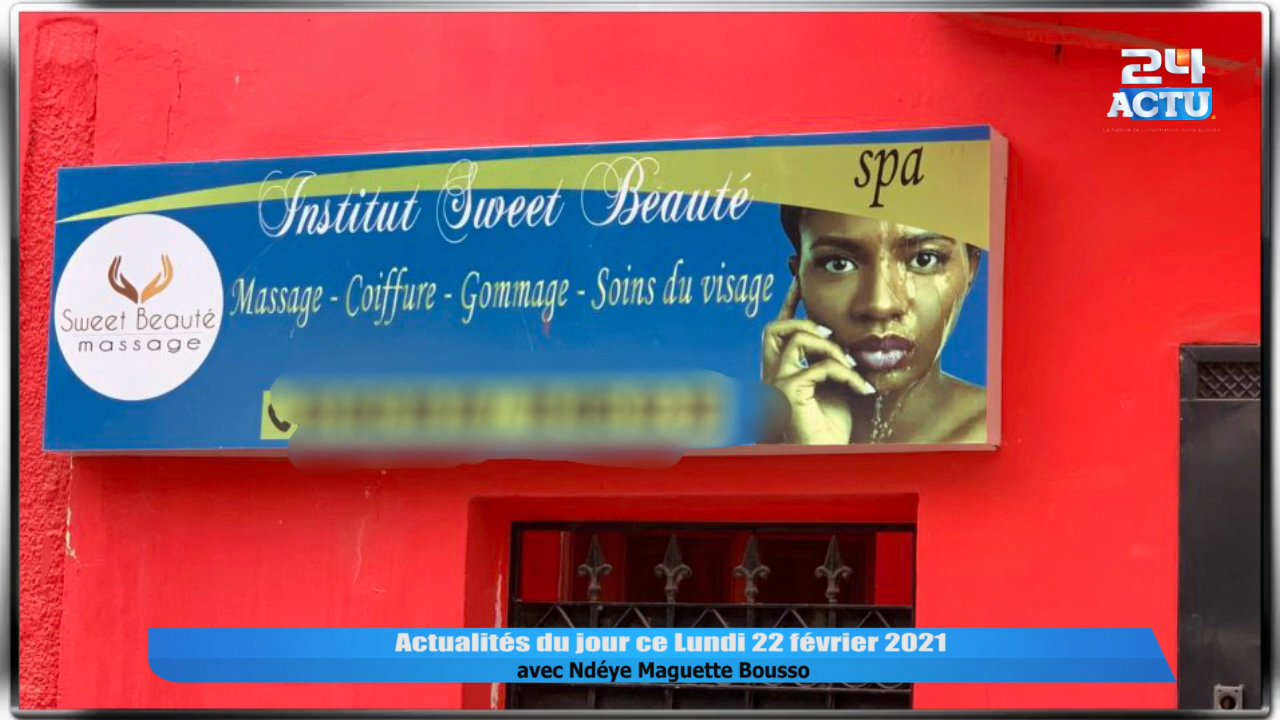 24
ACTU
spa
Institut Sweet Beauté
Massage - Coiffure - Gommage - Soins du visage
Sweet Beauté
massage
Actualités du jour ce Lundi 22 février 2021
avec Ndéye Maguette Bousso